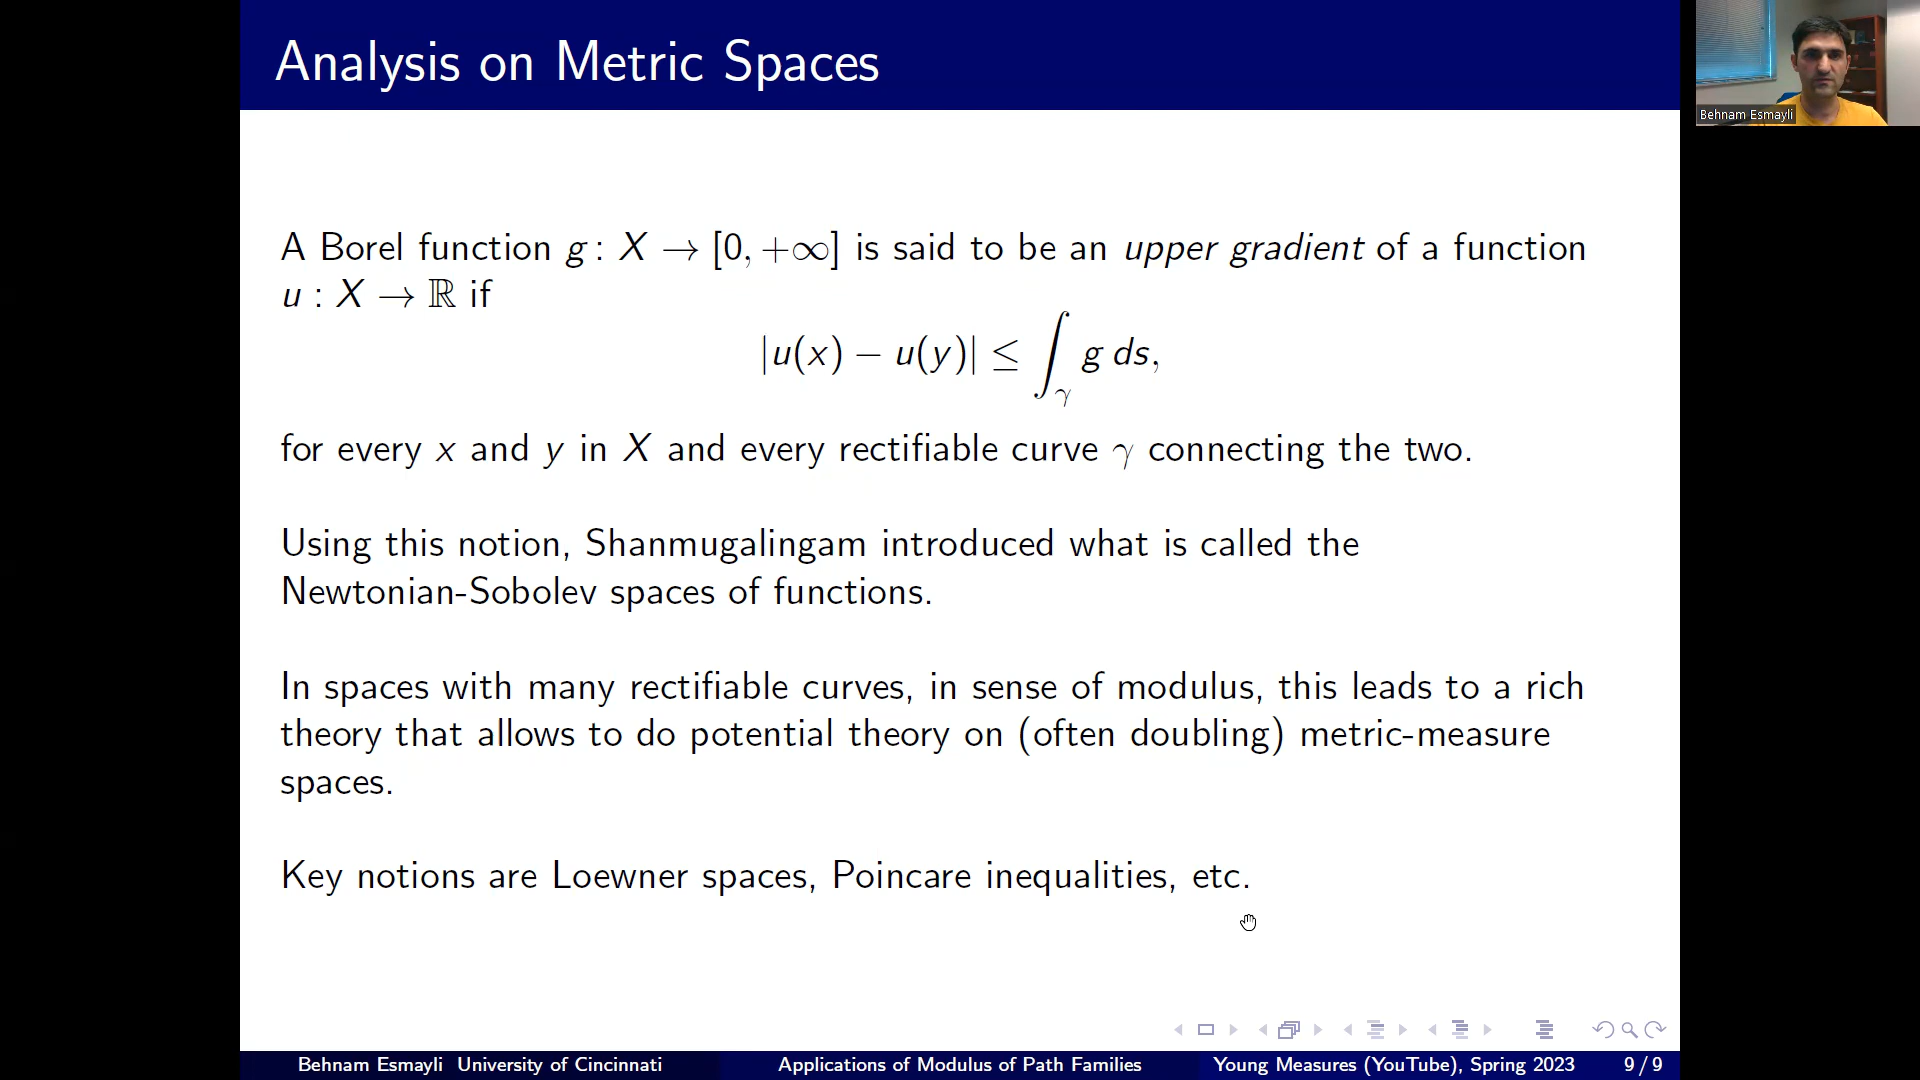 Analysis on Metric Spaces
Behnam Esmayli
A Borel function g : X → [0, +∞] is said to be an upper gradient of a function
u : X → ℝ if
|u(x) − u(y)| ≤ ∫_γ g ds,
for every x and y in X and every rectifiable curve γ connecting the two.
Using this notion, Shanmugalingam introduced what is called the
Newtonian-Sobolev spaces of functions.
In spaces with many rectifiable curves, in sense of modulus, this leads to a rich
theory that allows to do potential theory on (often doubling) metric-measure
spaces.
Key notions are Loewner spaces, Poincare inequalities, etc.
Behnam Esmayli University of Cincinnati Applications of Modulus of Path Families Young Measures (YouTube), Spring 2023 9 / 9